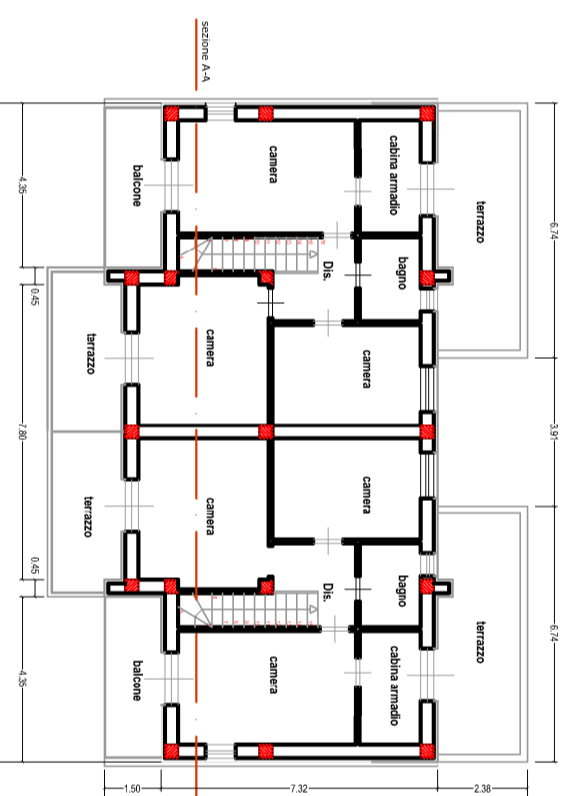 sezione A-A
balcone
camera
cabina armadio
terrazzo
Dis.
bagno
terrazzo
camera
camera
terrazzo
camera
camera
Dis.
bagno
balcone
camera
cabina armadio
terrazzo
4.35
0.45
7.80
0.45
4.35
6.74
3.91
6.74
1.50
7.32
2.38